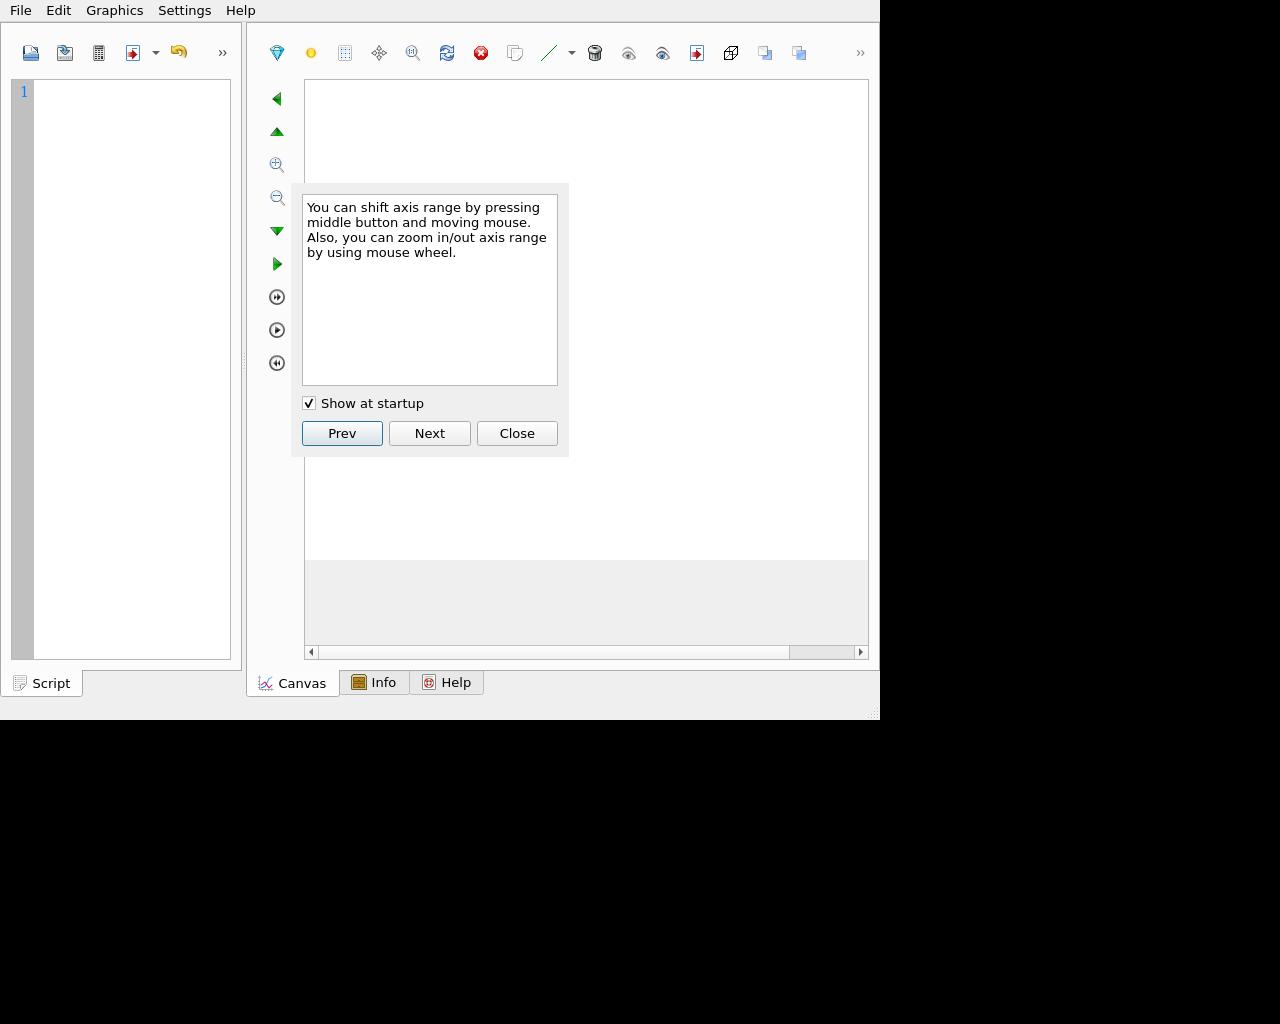 File Edit Graphics Settings Help
1
You can shift axis range by pressing
middle button and moving mouse.
Also, you can zoom in/out axis range
by using mouse wheel.
Show at startup
Prev Next Close
Script
Canvas Info Help